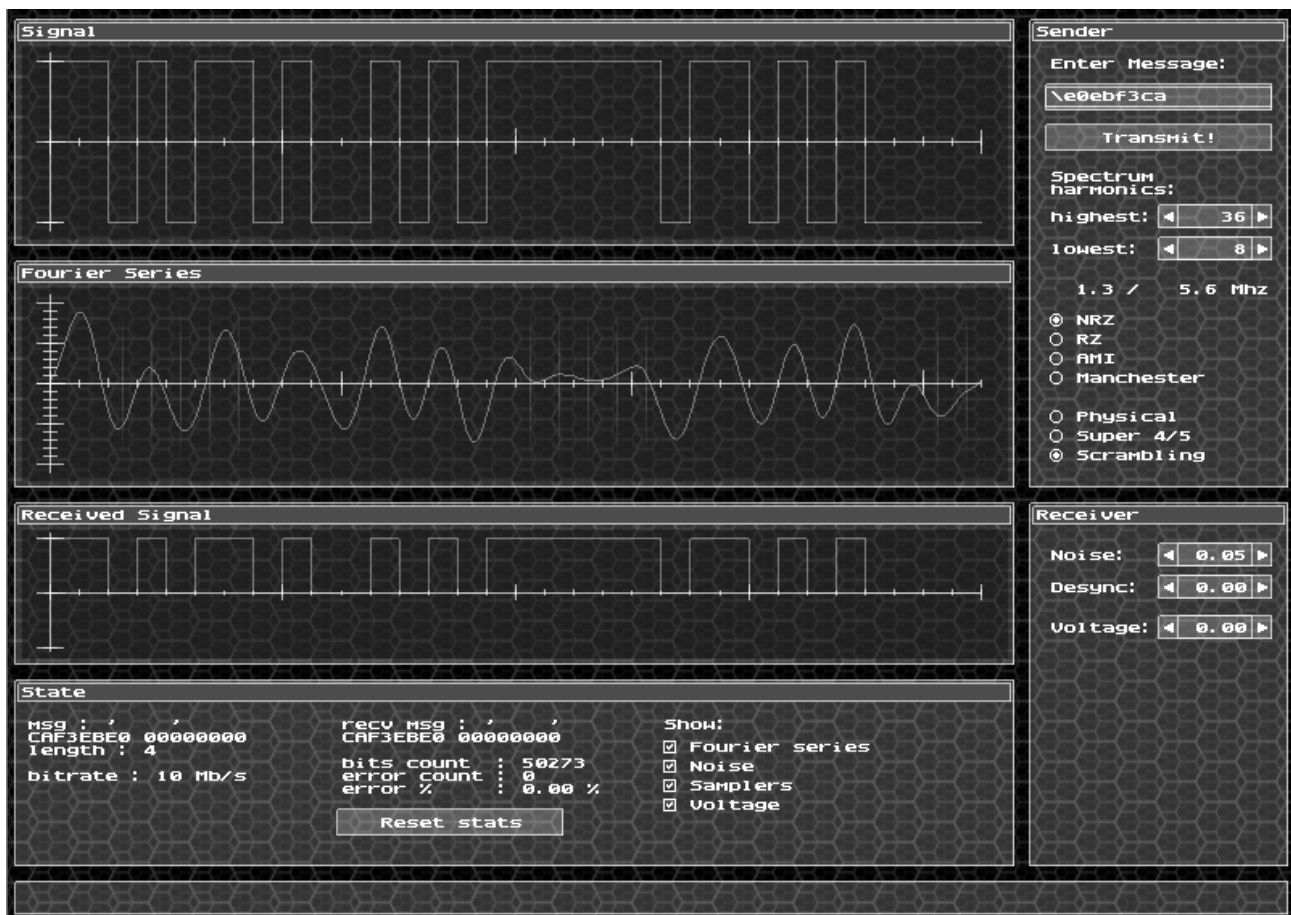 Signal
Fourier Series
Received Signal
State
msg : '    '
CAF3EBE0 00000000
length : 4
bitrate : 10 Mb/s
recv msg : '    '
CAF3EBE0 00000000
bits count : 50273
error count : 0
error % : 0.00 %
Reset stats
Show:
Fourier series
Noise
Samplers
Voltage
Sender
Enter Message:
\e0ebf3ca
Transmit!
Spectrum
harmonics:
highest: 36
lowest: 8
1.3 / 5.6 Mhz
NRZ
RZ
AMI
Manchester
Physical
Super 4/5
Scrambling
Receiver
Noise: 0.05
Desync: 0.00
Voltage: 0.00